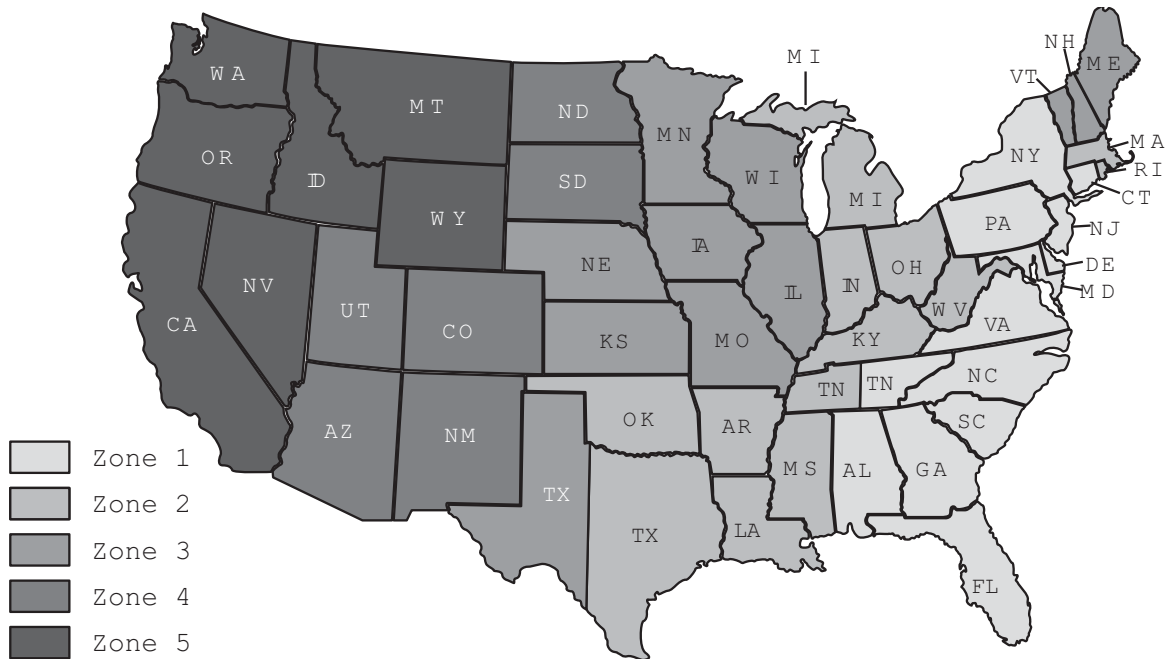 MI
NH
ME
VT
WA
MT
ND
MN
MA
OR
ID
SD
WI
NY
RI
MI
CT
WY
PA
NJ
IA
NE
OH
DE
NV
IL
IN
MD
UT
WV
CA
CO
KS
MO
KY
VA
TN
TN
NC
OK
AR
SC
AZ
NM
MS
AL
GA
TX
TX
LA
FL
Zone 1
Zone 2
Zone 3
Zone 4
Zone 5